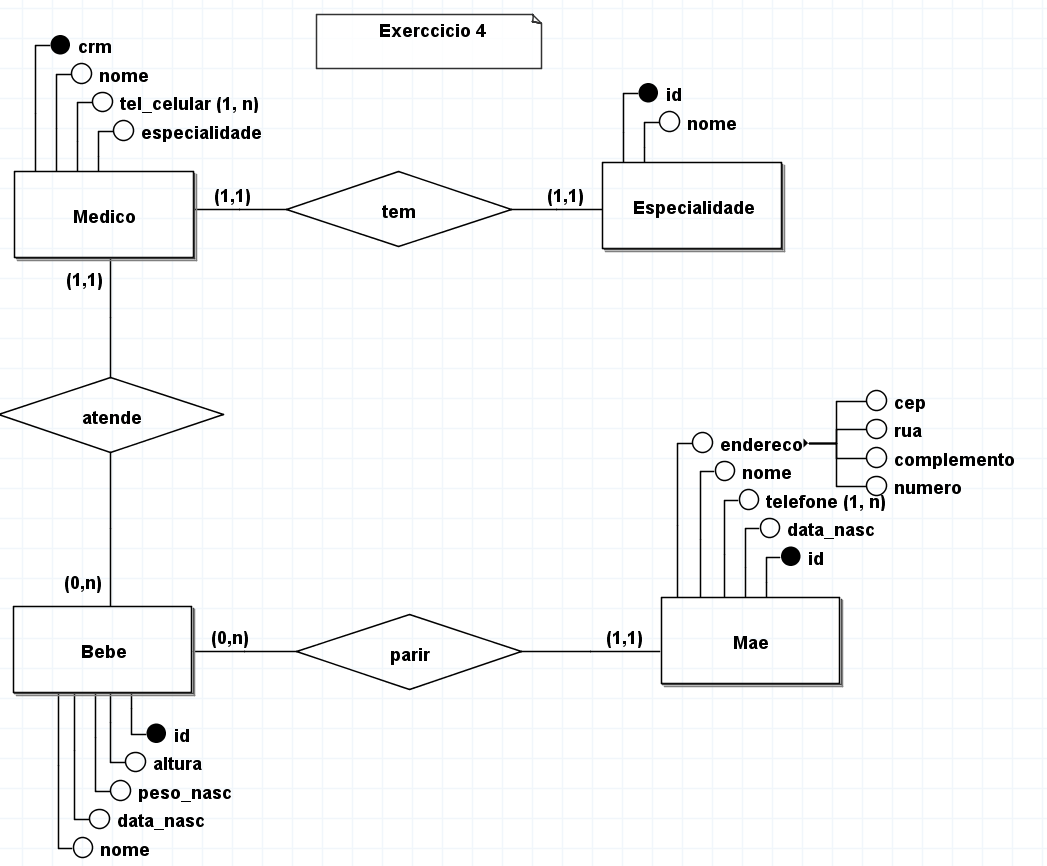 Exerccicio 4
crm
nome
tel_celular (1, n)
especialidade
id
nome
Medico
(1,1)
tem
(1,1)
Especialidade
(1,1)
atende
(0,n)
endereco
cep
rua
complemento
numero
nome
telefone (1, n)
data_nasc
id
Bebe
(0,n)
parir
(1,1)
Mae
id
altura
peso_nasc
data_nasc
nome